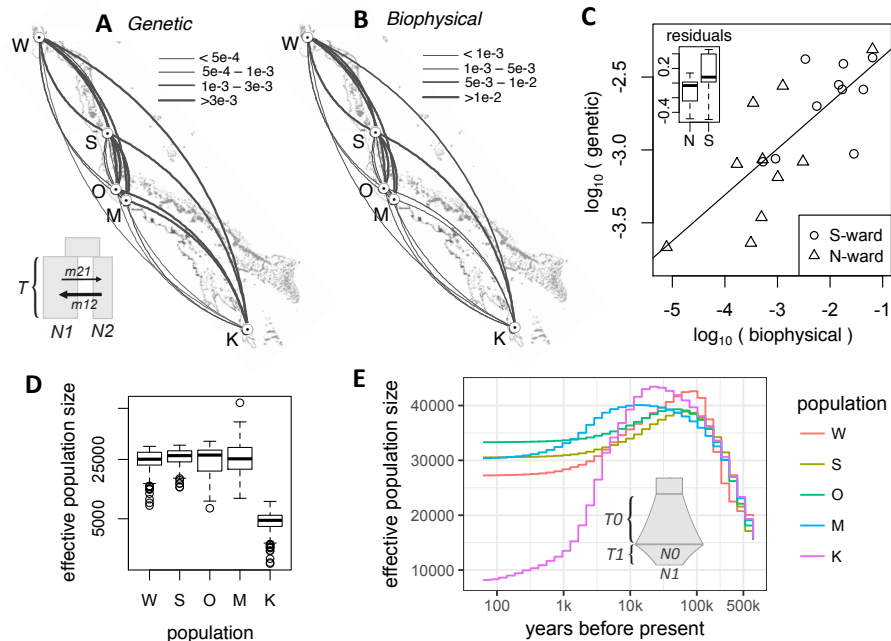 A Genetic
W
< 5e-4
5e-4 – 1e-3
1e-3 – 3e-3
>3e-3
S
O
M
K
T
m21
m12
N1 N2
B Biophysical
W
< 1e-3
1e-3 – 5e-3
5e-3 – 1e-2
>1e-2
S
O
M
K
C
residuals
0.2
-0.4
N S
log10 ( genetic )
-2.5
-3.0
-3.5
S-ward
N-ward
-5 -4 -3 -2 -1
log10 ( biophysical )
D
effective population size
25000
5000
W S O M K
population
E
effective population size
40000
30000
20000
10000
T0
T1
N0
N1
100 1k 10k 100k 500k
years before present
population
W
S
O
M
K